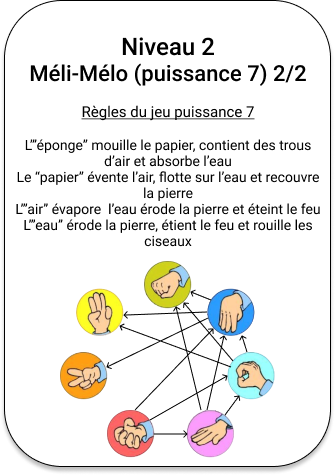 Niveau 2
Méli-Mélo (puissance 7) 2/2
Règles du jeu puissance 7
L'"éponge" mouille le papier, contient des trous
d'air et absorbe l'eau
Le "papier" évente l'air, flotte sur l'eau et recouvre
la pierre
L'"air" évapore l'eau érode la pierre et éteint le feu
L'"eau" érode la pierre, étient le feu et rouille les
ciseaux